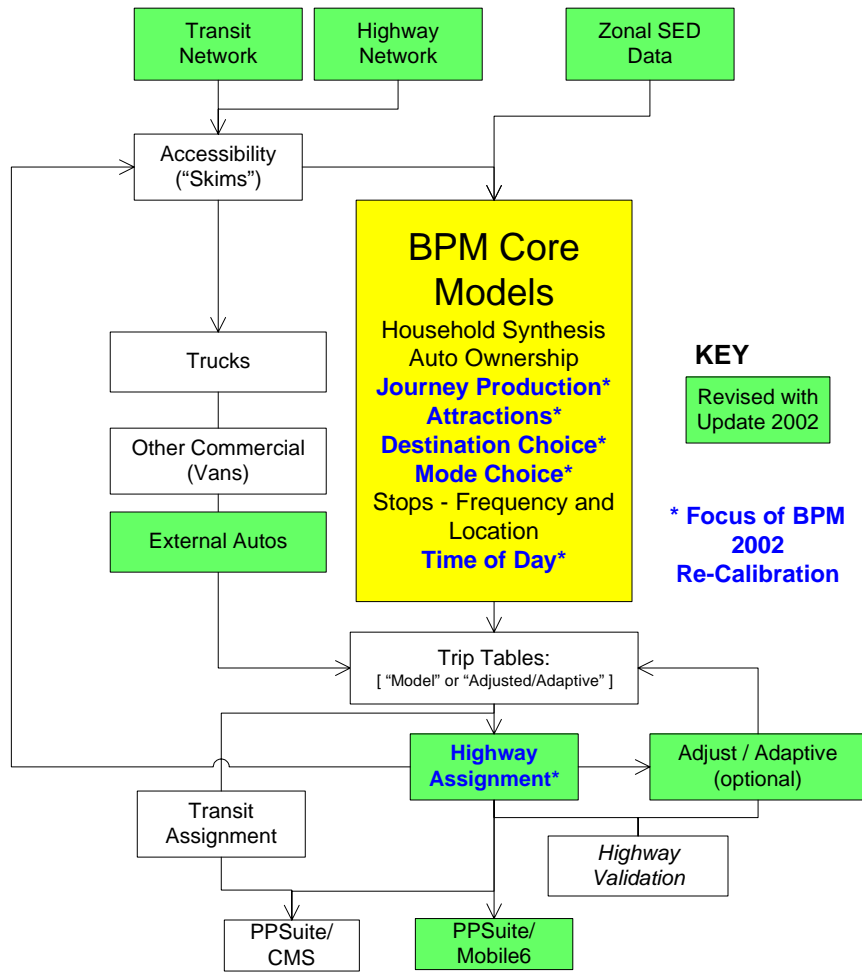 Transit
Network
Highway
Network
Zonal SED
Data
Accessibility
(“Skims”)
BPM Core
Models
Household Synthesis
Auto Ownership
Journey Production*
Attractions*
Destination Choice*
Mode Choice*
Stops - Frequency and
Location
Time of Day*
Trucks
Other Commercial
(Vans)
External Autos
KEY
Revised with
Update 2002
* Focus of BPM
2002
Re-Calibration
Trip Tables:
[ “Model” or “Adjusted/Adaptive” ]
Highway
Assignment*
Adjust / Adaptive
(optional)
Transit
Assignment
Highway
Validation
PPSuite/
CMS
PPSuite/
Mobile6